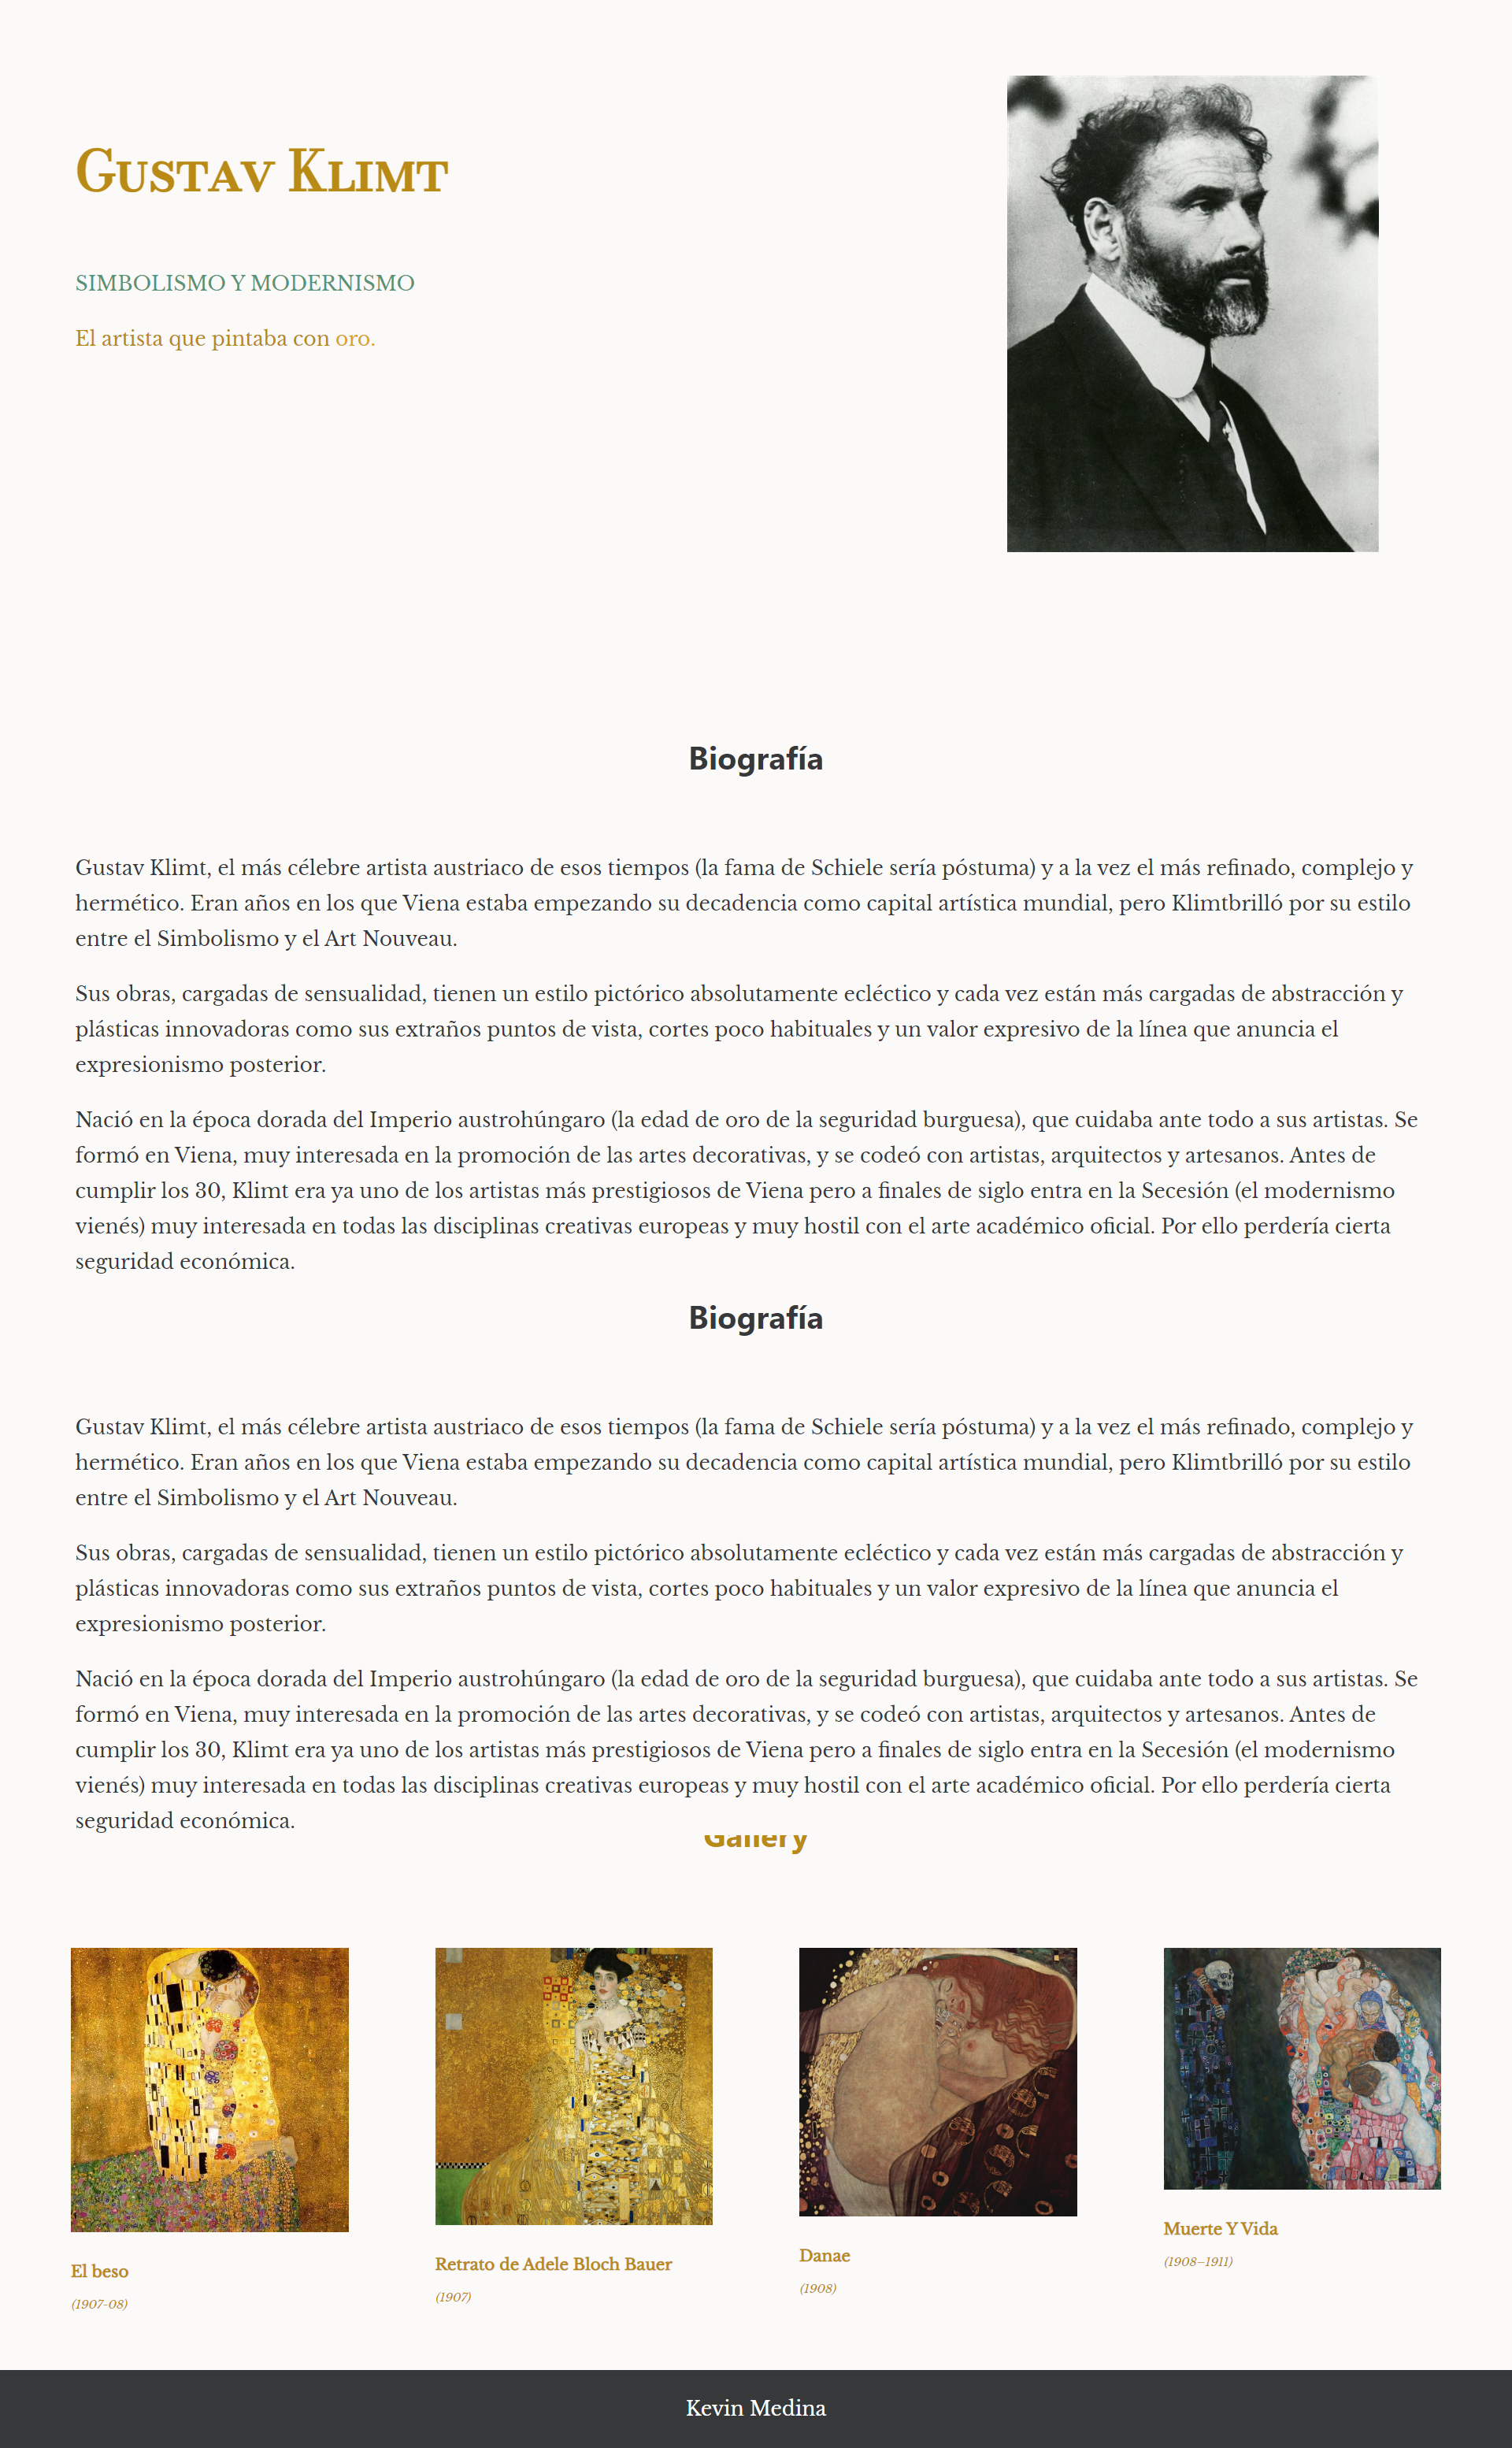 Gustav Klimt
SIMBOLISMO Y MODERNISMO
El artista que pintaba con oro.
Biografía
Gustav Klimt, el más célebre artista austriaco de esos tiempos (la fama de Schiele sería póstuma) y a la vez el más refinado, complejo y
hermético. Eran años en los que Viena estaba empezando su decadencia como capital artística mundial, pero Klimtbrilló por su estilo
entre el Simbolismo y el Art Nouveau.
Sus obras, cargadas de sensualidad, tienen un estilo pictórico absolutamente ecléctico y cada vez están más cargadas de abstracción y
plásticas innovadoras como sus extraños puntos de vista, cortes poco habituales y un valor expresivo de la línea que anuncia el
expresionismo posterior.
Nació en la época dorada del Imperio austrohúngaro (la edad de oro de la seguridad burguesa), que cuidaba ante todo a sus artistas. Se
formó en Viena, muy interesada en la promoción de las artes decorativas, y se codeó con artistas, arquitectos y artesanos. Antes de
cumplir los 30, Klimt era ya uno de los artistas más prestigiosos de Viena pero a finales de siglo entra en la Secesión (el modernismo
vienés) muy interesada en todas las disciplinas creativas europeas y muy hostil con el arte académico oficial. Por ello perdería cierta
seguridad económica.
Biografía
Gustav Klimt, el más célebre artista austriaco de esos tiempos (la fama de Schiele sería póstuma) y a la vez el más refinado, complejo y
hermético. Eran años en los que Viena estaba empezando su decadencia como capital artística mundial, pero Klimtbrilló por su estilo
entre el Simbolismo y el Art Nouveau.
Sus obras, cargadas de sensualidad, tienen un estilo pictórico absolutamente ecléctico y cada vez están más cargadas de abstracción y
plásticas innovadoras como sus extraños puntos de vista, cortes poco habituales y un valor expresivo de la línea que anuncia el
expresionismo posterior.
Nació en la época dorada del Imperio austrohúngaro (la edad de oro de la seguridad burguesa), que cuidaba ante todo a sus artistas. Se
formó en Viena, muy interesada en la promoción de las artes decorativas, y se codeó con artistas, arquitectos y artesanos. Antes de
cumplir los 30, Klimt era ya uno de los artistas más prestigiosos de Viena pero a finales de siglo entra en la Secesión (el modernismo
vienés) muy interesada en todas las disciplinas creativas europeas y muy hostil con el arte académico oficial. Por ello perdería cierta
seguridad económica.
Gallery
El beso
(1907-08)
Retrato de Adele Bloch Bauer
(1907)
Danae
(1908)
Muerte Y Vida
(1908–1911)
Kevin Medina